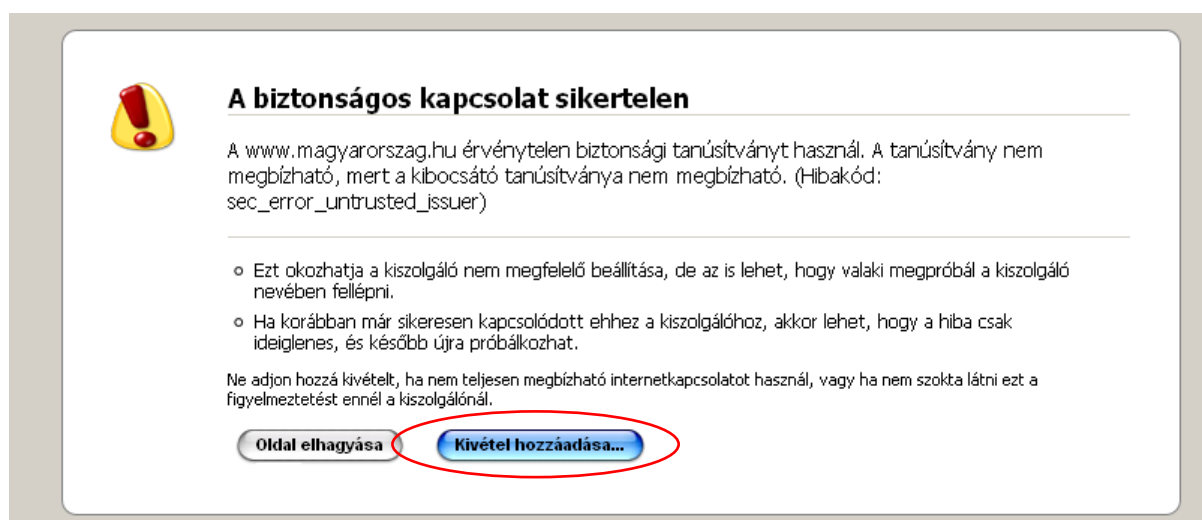 A biztonságos kapcsolat sikertelen
A www.magyarorszag.hu érvénytelen biztonsági tanúsítványt használ. A tanúsítvány nem
megbízható, mert a kibocsátó tanúsítványa nem megbízható. (Hibakód:
sec_error_untrusted_issuer)
Ezt okozhatja a kiszolgáló nem megfelelő beállítása, de az is lehet, hogy valaki megpróbál a kiszolgáló
nevében fellépni.
Ha korábban már sikeresen kapcsolódott ehhez a kiszolgálóhoz, akkor lehet, hogy a hiba csak
ideiglenes, és később újra próbálkozhat.
Ne adjon hozzá kivételt, ha nem teljesen megbízható internetkapcsolatot használ, vagy ha nem szokta látni ezt a
figyelmeztetést ennél a kiszolgálónál.
Oldal elhagyása Kivétel hozzáadása...